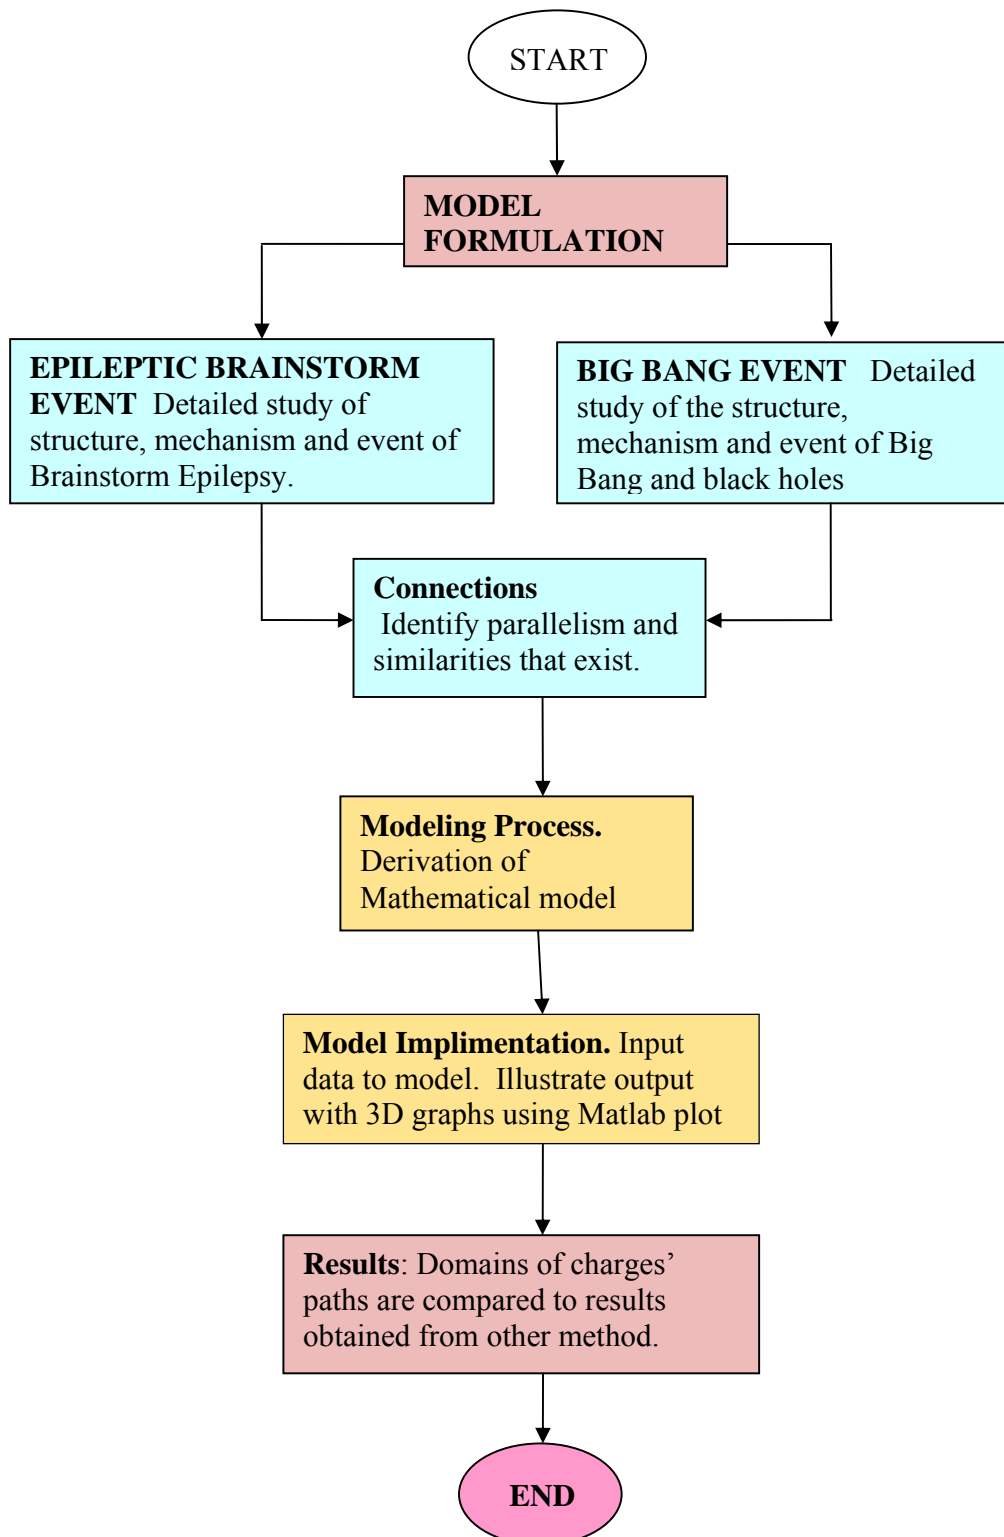 START
MODEL
FORMULATION
EPILEPTIC BRAINSTORM
EVENT Detailed study of
structure, mechanism and event of
Brainstorm Epilepsy.
BIG BANG EVENT Detailed
study of the structure,
mechanism and event of Big
Bang and black holes
Connections
Identify parallelism and
similarities that exist.
Modeling Process.
Derivation of
Mathematical model
Model Implimentation. Input
data to model. Illustrate output
with 3D graphs using Matlab plot
Results: Domains of charges’
paths are compared to results
obtained from other method.
END